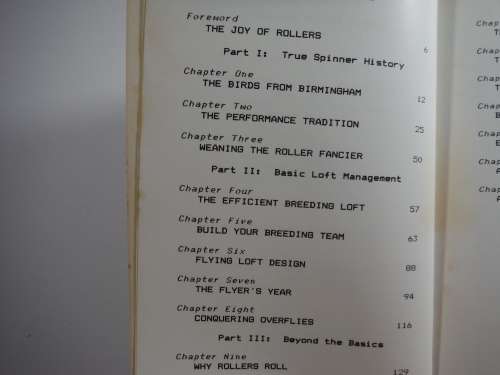 Foreword
THE JOY OF ROLLERS 6
Part I: True Spinner History
Chapter One
THE BIRDS FROM BIRMINGHAM 12
Chapter Two
THE PERFORMANCE TRADITION 25
Chapter Three
WEANING THE ROLLER FANCIER 50
Part II: Basic Loft Management
Chapter Four
THE EFFICIENT BREEDING LOFT 57
Chapter Five
BUILD YOUR BREEDING TEAM 63
Chapter Six
FLYING LOFT DESIGN 88
Chapter Seven
THE FLYER'S YEAR 94
Chapter Eight
CONQUERING OVERFLIES 116
Part III: Beyond the Basics
Chapter Nine
WHY ROLLERS ROLL 129